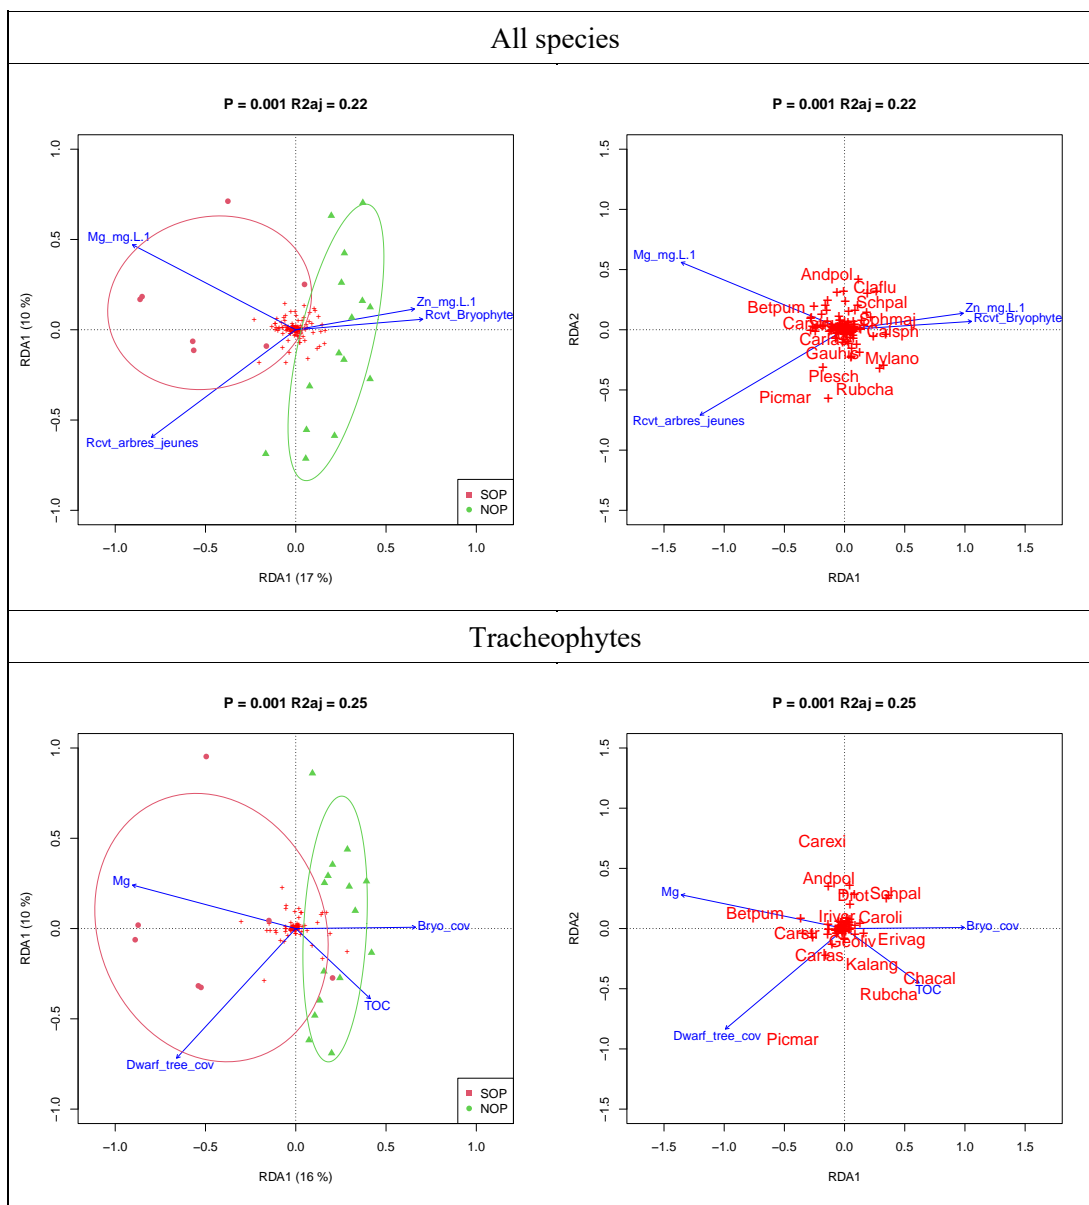 All species
P = 0.001 R2aj = 0.22
RDA1 (10 %)
1.0
0.5
0.0
−0.5
−1.0
Mg_mg.L.1
Zn_mg.L.1
Rcvt_Bryophyte
Rcvt_arbres_jeunes
SOP
NOP
−1.0 −0.5 0.0 0.5 1.0
RDA1 (17 %)
P = 0.001 R2aj = 0.22
RDA2
1.5
1.0
0.5
0.0
−0.5
−1.0
−1.5
Mg_mg.L.1
Andpol
Claflu
Betpum
Schpal
Zn_mg.L.1
Rcvt_Bryophyte
Calsph
Carlas
Gauhis
Mylano
Plesch
Rubcha
Picmar
Rcvt_arbres_jeunes
−1.5 −1.0 −0.5 0.0 0.5 1.0 1.5
RDA1
Tracheophytes
P = 0.001 R2aj = 0.25
RDA1 (10 %)
1.0
0.5
0.0
−0.5
−1.0
Mg
Bryo_cov
TOC
Dwarf_tree_cov
SOP
NOP
−1.0 −0.5 0.0 0.5 1.0
RDA1 (16 %)
P = 0.001 R2aj = 0.25
RDA2
1.5
1.0
0.5
0.0
−0.5
−1.0
−1.5
Carexi
Andpol
Mg
Schpal
Betpum
Iriver Caroli
Bryo_cov
Geoliv Erivag
Carlas
Kalang
Chacal
TOC
Rubcha
Dwarf_tree_cov
Picmar
−1.5 −1.0 −0.5 0.0 0.5 1.0 1.5
RDA1